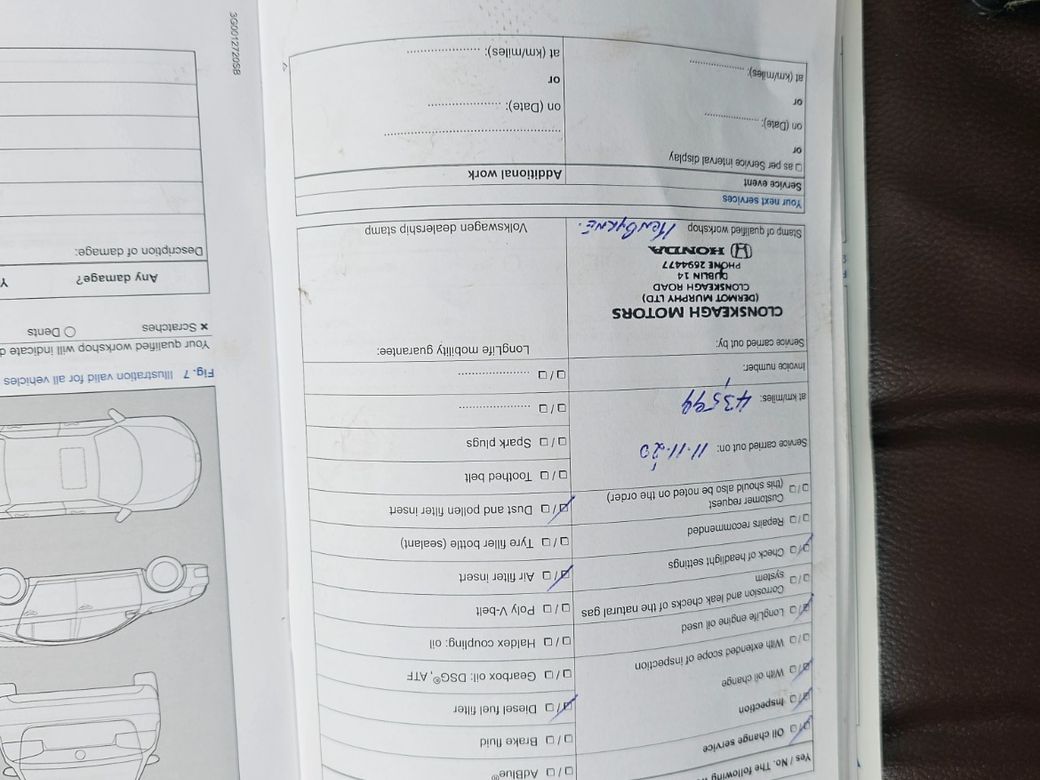 Yes / No. The following
☐/☐ Oil change service
☐/☐ Inspection
☐/☐ With oil change
☐/☐ With extended scope of inspection
☐/☐ LongLife engine oil used
☐/☐ Corrosion and leak checks of the natural gas
system
☐/☐ Check of headlight settings
☐/☐ Repairs recommended
☐/☐ Customer request
(this should also be noted on the order)
Service carried out on: 11.11.20
at km/miles:
Invoice number:
Service carried out by:
CLONSKEAGH MOTORS
(DERMOT MURPHY LTD)
CLONSKEAGH ROAD
DUBLIN 14
PHONE 2694477
HONDA
Stamp of qualified workshop
☐/☐ AdBlue®
☐/☐ Brake fluid
☐/☐ Diesel fuel filter
☐/☐ Gearbox oil: DSG®, ATF
☐/☐ Haldex coupling: oil
☐/☐ Poly V-belt
☐/☐ Air filter insert
☐/☐ Tyre filler bottle (sealant)
☐/☐ Dust and pollen filter insert
☐/☐ Toothed belt
☐/☐ Spark plugs
☐/☐ ....................
☐/☐ ....................
LongLife mobility guarantee:
Volkswagen dealership stamp
Your next services
Service event
☐ as per Service interval display
or
on (Date): ................
or
at (km/miles): ................
Additional work
................................................
on (Date): ....................
or
at (km/miles): ....................
Fig. 7 Illustration valid for all vehicles
Your qualified workshop will indicate
× Scratches
○ Dents
Any damage?
Y
Description of damage:
3G0012720SB